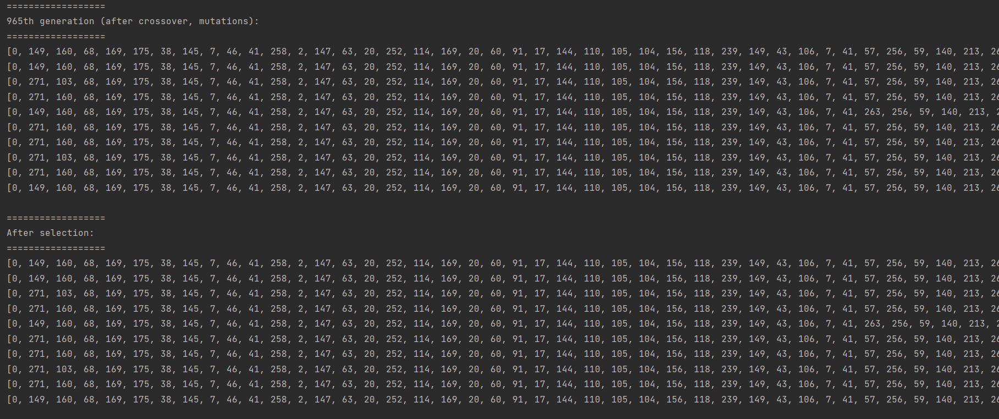 ==================
965th generation (after crossover, mutations):
==================
[0, 149, 160, 68, 169, 175, 38, 145, 7, 46, 41, 258, 2, 147, 63, 20, 252, 114, 169, 20, 60, 91, 17, 144, 110, 105, 104, 156, 118, 239, 149, 43, 106, 7, 41, 57, 256, 59, 140, 213,
[0, 149, 160, 68, 169, 175, 38, 145, 7, 46, 41, 258, 2, 147, 63, 20, 252, 114, 169, 20, 60, 91, 17, 144, 110, 105, 104, 156, 118, 239, 149, 43, 106, 7, 41, 57, 256, 59, 140, 213,
[0, 271, 103, 68, 169, 175, 38, 145, 7, 46, 41, 258, 2, 147, 63, 20, 252, 114, 169, 20, 60, 91, 17, 144, 110, 105, 104, 156, 118, 239, 149, 43, 106, 7, 41, 57, 256, 59, 140, 213,
[0, 271, 160, 68, 169, 175, 38, 145, 7, 46, 41, 258, 2, 147, 63, 20, 252, 114, 169, 20, 60, 91, 17, 144, 110, 105, 104, 156, 118, 239, 149, 43, 106, 7, 41, 57, 256, 59, 140, 213,
[0, 149, 160, 68, 169, 175, 38, 145, 7, 46, 41, 258, 2, 147, 63, 20, 252, 114, 169, 20, 60, 91, 17, 144, 110, 105, 104, 156, 118, 239, 149, 43, 106, 7, 41, 263, 256, 59, 140, 213,
[0, 271, 160, 68, 169, 175, 38, 145, 7, 46, 41, 258, 2, 147, 63, 20, 252, 114, 169, 20, 60, 91, 17, 144, 110, 105, 104, 156, 118, 239, 149, 43, 106, 7, 41, 57, 256, 59, 140, 213,
[0, 271, 160, 68, 169, 175, 38, 145, 7, 46, 41, 258, 2, 147, 63, 20, 252, 114, 169, 20, 60, 91, 17, 144, 110, 105, 104, 156, 118, 239, 149, 43, 106, 7, 41, 57, 256, 59, 140, 213,
[0, 271, 103, 68, 169, 175, 38, 145, 7, 46, 41, 258, 2, 147, 63, 20, 252, 114, 169, 20, 60, 91, 17, 144, 110, 105, 104, 156, 118, 239, 149, 43, 106, 7, 41, 57, 256, 59, 140, 213,
[0, 271, 160, 68, 169, 175, 38, 145, 7, 46, 41, 258, 2, 147, 63, 20, 252, 114, 169, 20, 60, 91, 17, 144, 110, 105, 104, 156, 118, 239, 149, 43, 106, 7, 41, 57, 256, 59, 140, 213,
[0, 149, 160, 68, 169, 175, 38, 145, 7, 46, 41, 258, 2, 147, 63, 20, 252, 114, 169, 20, 60, 91, 17, 144, 110, 105, 104, 156, 118, 239, 149, 43, 106, 7, 41, 57, 256, 59, 140, 213,
==================
After selection:
==================
[0, 149, 160, 68, 169, 175, 38, 145, 7, 46, 41, 258, 2, 147, 63, 20, 252, 114, 169, 20, 60, 91, 17, 144, 110, 105, 104, 156, 118, 239, 149, 43, 106, 7, 41, 57, 256, 59, 140, 213,
[0, 149, 160, 68, 169, 175, 38, 145, 7, 46, 41, 258, 2, 147, 63, 20, 252, 114, 169, 20, 60, 91, 17, 144, 110, 105, 104, 156, 118, 239, 149, 43, 106, 7, 41, 57, 256, 59, 140, 213,
[0, 271, 103, 68, 169, 175, 38, 145, 7, 46, 41, 258, 2, 147, 63, 20, 252, 114, 169, 20, 60, 91, 17, 144, 110, 105, 104, 156, 118, 239, 149, 43, 106, 7, 41, 57, 256, 59, 140, 213,
[0, 271, 160, 68, 169, 175, 38, 145, 7, 46, 41, 258, 2, 147, 63, 20, 252, 114, 169, 20, 60, 91, 17, 144, 110, 105, 104, 156, 118, 239, 149, 43, 106, 7, 41, 57, 256, 59, 140, 213,
[0, 149, 160, 68, 169, 175, 38, 145, 7, 46, 41, 258, 2, 147, 63, 20, 252, 114, 169, 20, 60, 91, 17, 144, 110, 105, 104, 156, 118, 239, 149, 43, 106, 7, 41, 263, 256, 59, 140, 213,
[0, 271, 160, 68, 169, 175, 38, 145, 7, 46, 41, 258, 2, 147, 63, 20, 252, 114, 169, 20, 60, 91, 17, 144, 110, 105, 104, 156, 118, 239, 149, 43, 106, 7, 41, 57, 256, 59, 140, 213,
[0, 271, 160, 68, 169, 175, 38, 145, 7, 46, 41, 258, 2, 147, 63, 20, 252, 114, 169, 20, 60, 91, 17, 144, 110, 105, 104, 156, 118, 239, 149, 43, 106, 7, 41, 57, 256, 59, 140, 213,
[0, 271, 103, 68, 169, 175, 38, 145, 7, 46, 41, 258, 2, 147, 63, 20, 252, 114, 169, 20, 60, 91, 17, 144, 110, 105, 104, 156, 118, 239, 149, 43, 106, 7, 41, 57, 256, 59, 140, 213,
[0, 271, 160, 68, 169, 175, 38, 145, 7, 46, 41, 258, 2, 147, 63, 20, 252, 114, 169, 20, 60, 91, 17, 144, 110, 105, 104, 156, 118, 239, 149, 43, 106, 7, 41, 57, 256, 59, 140, 213,
[0, 149, 160, 68, 169, 175, 38, 145, 7, 46, 41, 258, 2, 147, 63, 20, 252, 114, 169, 20, 60, 91, 17, 144, 110, 105, 104, 156, 118, 239, 149, 43, 106, 7, 41, 57, 256, 59, 140, 213,